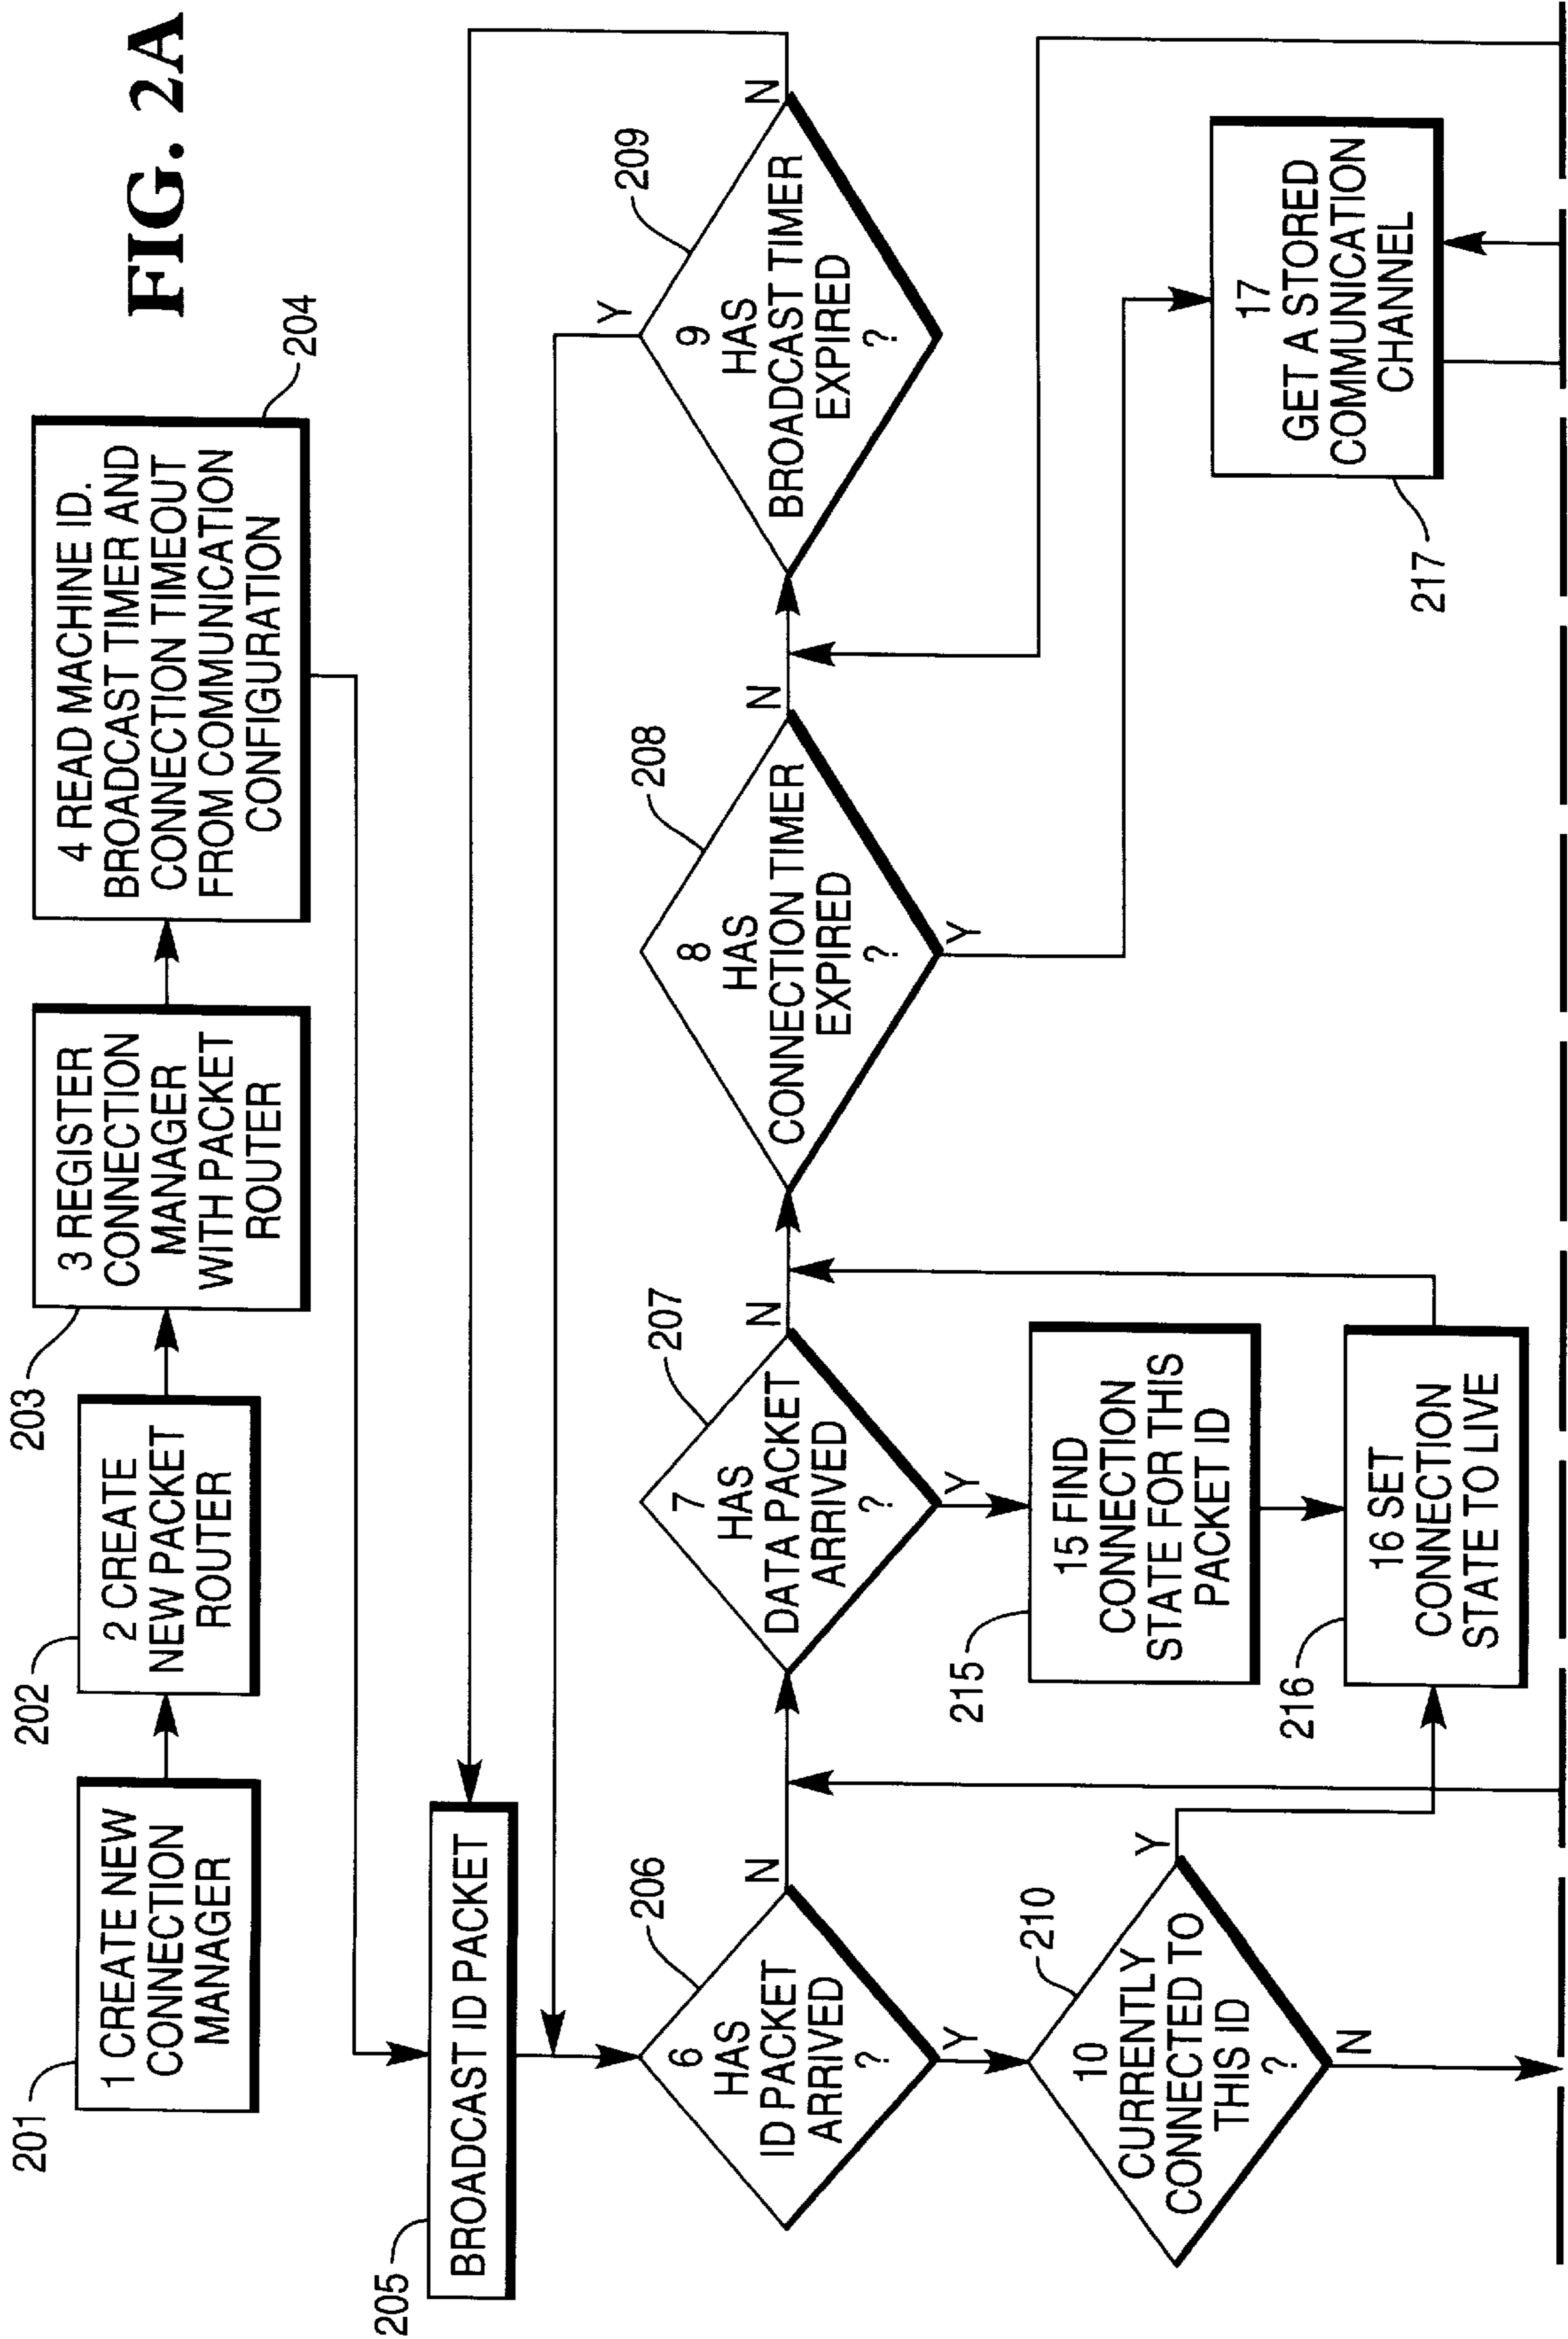 FIG. 2A
201
1 CREATE NEW
CONNECTION
MANAGER
202
2 CREATE
NEW PACKET
ROUTER
203
3 REGISTER
CONNECTION
MANAGER
WITH PACKET
ROUTER
204
4 READ MACHINE ID.
BROADCAST TIMER AND
CONNECTION TIMEOUT
FROM COMMUNICATION
CONFIGURATION
205
BROADCAST ID PACKET
206
6
HAS
ID PACKET
ARRIVED
?
N
Y
207
7
HAS
DATA PACKET
ARRIVED
?
N
Y
208
8
HAS
CONNECTION TIMER
EXPIRED
?
N
Y
209
9
HAS
BROADCAST TIMER
EXPIRED
?
Y
N
210
10
CURRENTLY
CONNECTED TO
THIS ID
?
Y
N
215
15 FIND
CONNECTION
STATE FOR THIS
PACKET ID
216
16 SET
CONNECTION
STATE TO LIVE
217
17
GET A STORED
COMMUNICATION
CHANNEL